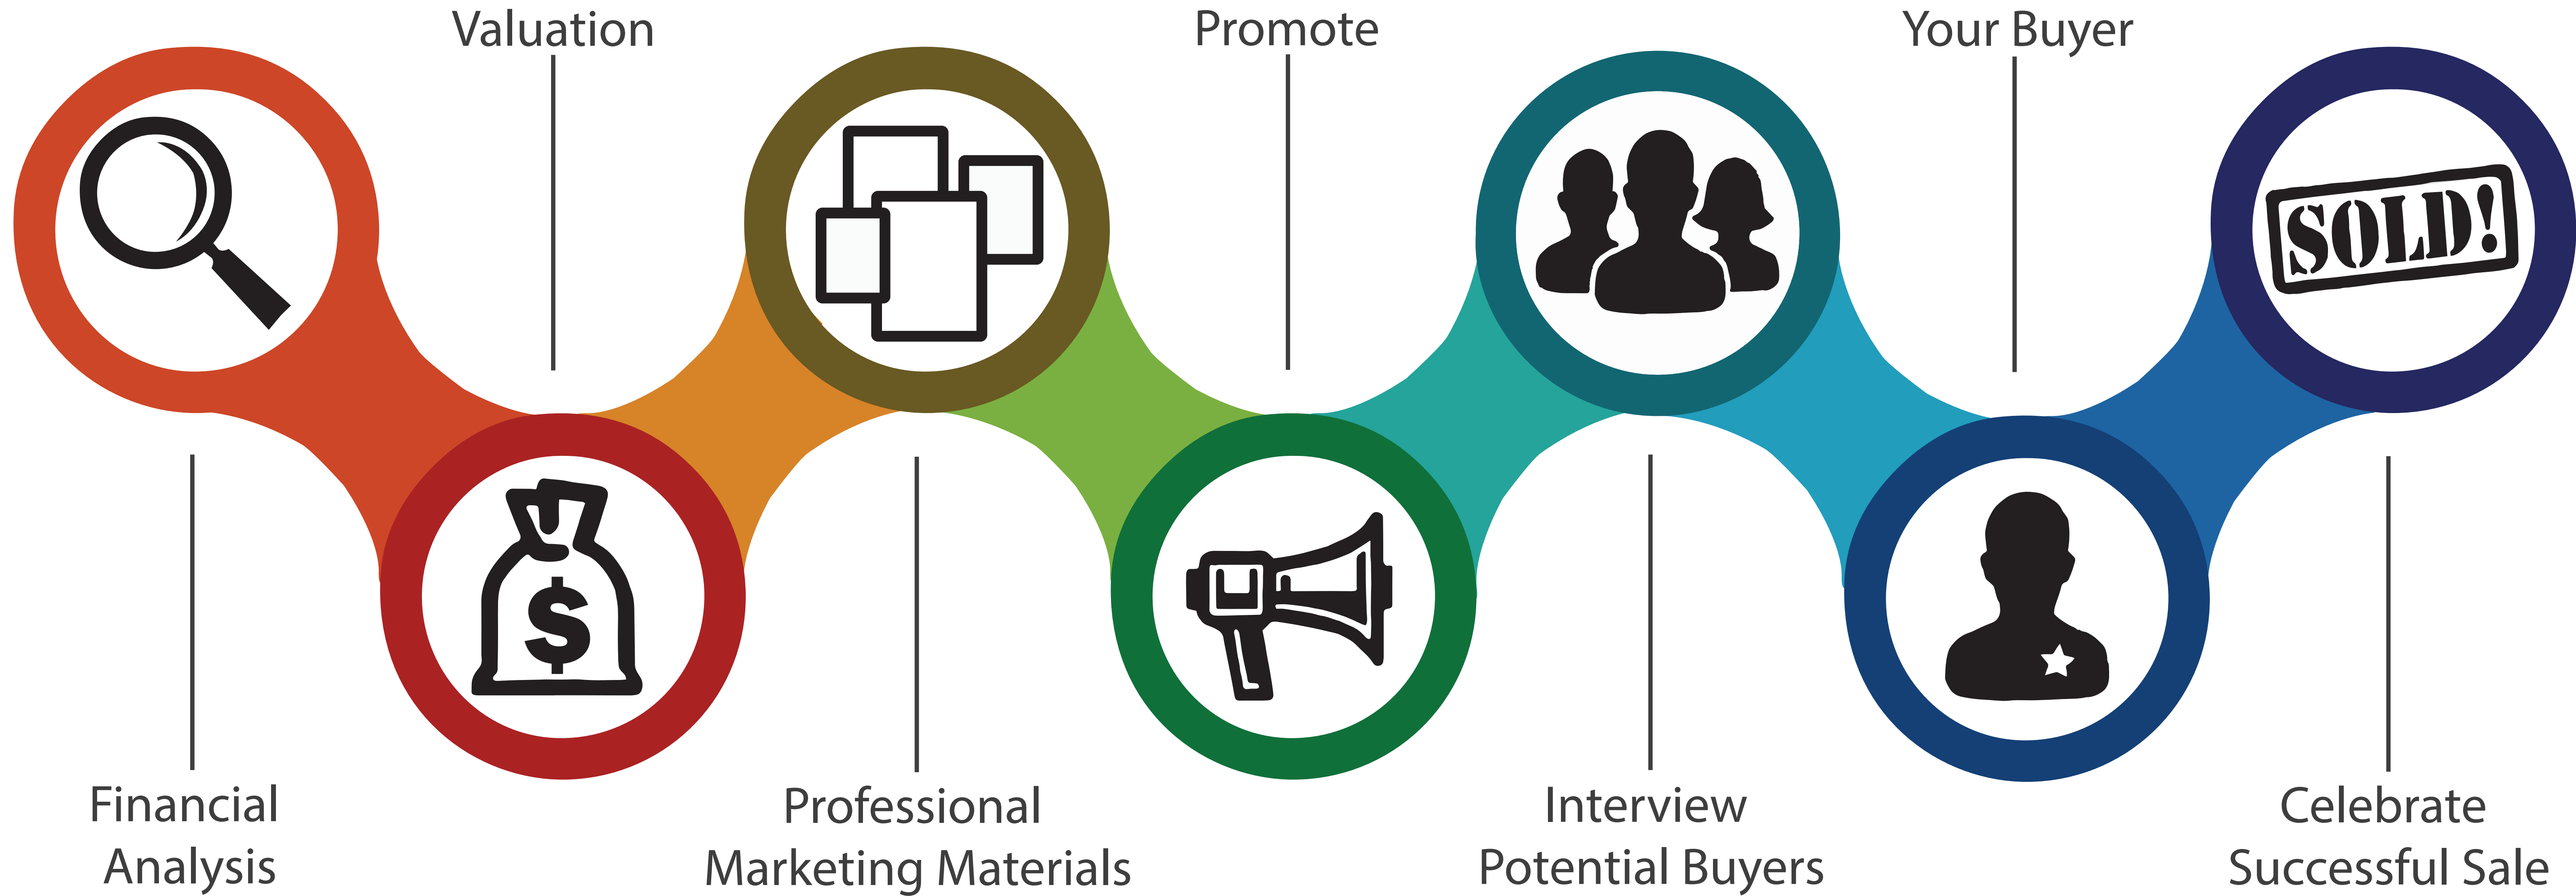 Valuation
Promote
Your Buyer
SOLD!
$
Financial
Analysis
Professional
Marketing Materials
Interview
Potential Buyers
Celebrate
Successful Sale